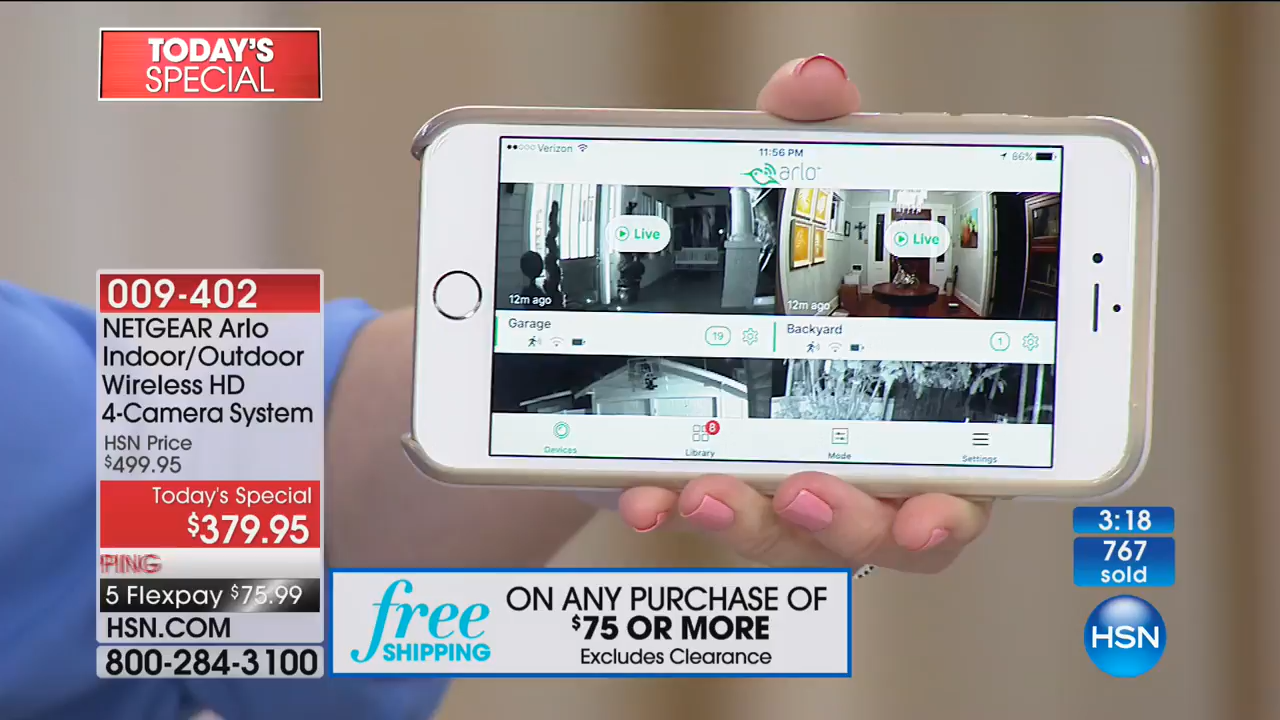 TODAY'S
SPECIAL
●●○○○ Verizon
11:56 PM
86%
arlo
Live
Live
12m ago
12m ago
Garage
19
Backyard
1
8
Devices
Library
Mode
Settings
009-402
NETGEAR Arlo
Indoor/Outdoor
Wireless HD
4-Camera System
HSN Price
$499.95
Today's Special
$379.95
PING
5 Flexpay $75.99
HSN.COM
800-284-3100
free
SHIPPING
ON ANY PURCHASE OF
$75 OR MORE
Excludes Clearance
3:18
767
sold
HSN